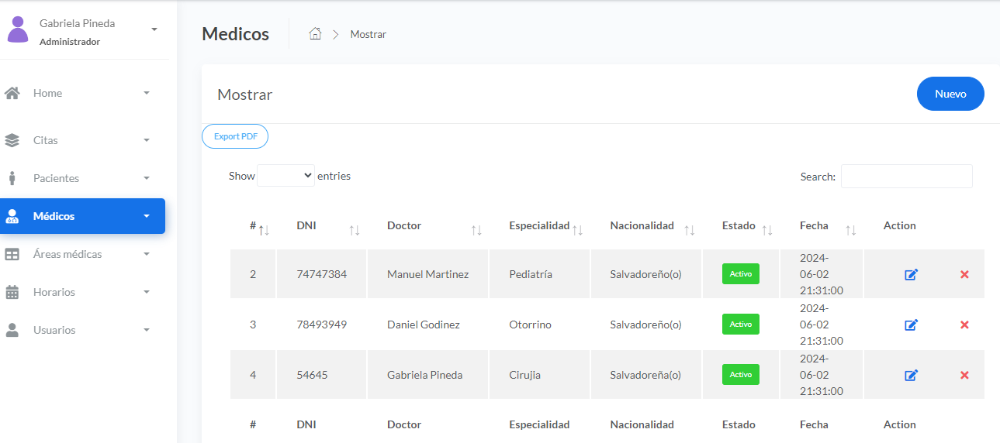 Gabriela Pineda
Administrador
Home
Citas
Pacientes
Médicos
Áreas médicas
Horarios
Usuarios
Medicos
Mostrar
Mostrar
Nuevo
Export PDF
Show entries
Search:
# DNI Doctor Especialidad Nacionalidad Estado Fecha Action
2 74747384 Manuel Martinez Pediatría Salvadoreño(o) Activo 2024-06-02 21:31:00
3 78493949 Daniel Godinez Otorrino Salvadoreño(o) Activo 2024-06-02 21:31:00
4 54645 Gabriela Pineda Cirujia Salvadoreña(o) Activo 2024-06-02 21:31:00
# DNI Doctor Especialidad Nacionalidad Estado Fecha Action